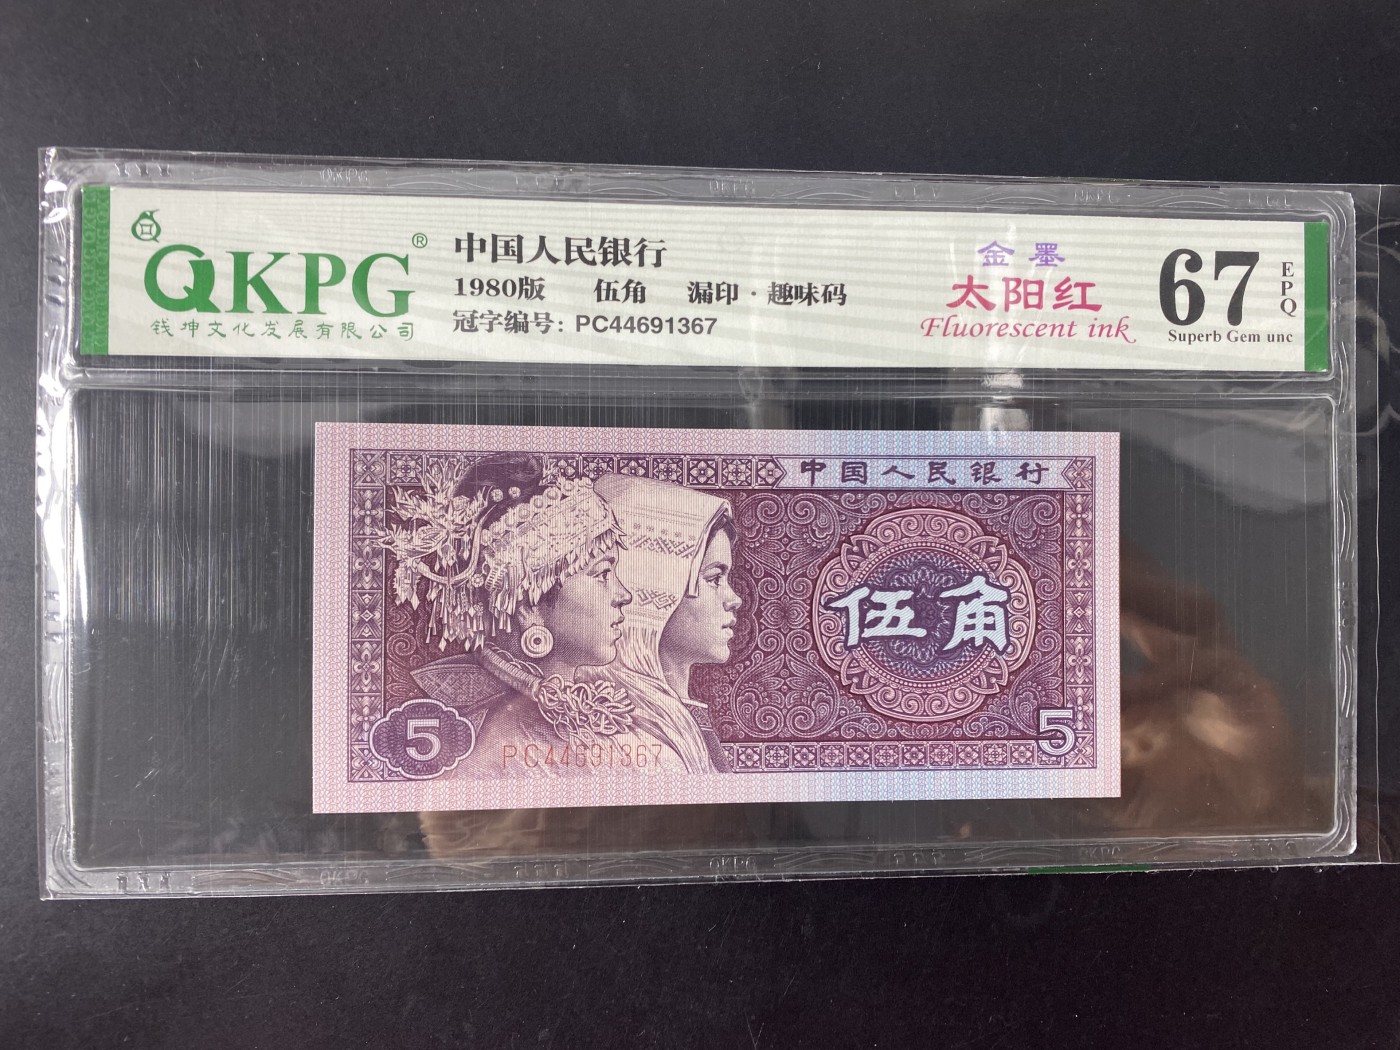 QKPG®
钱坤文化发展有限公司
中国人民银行
1980版 伍角 漏印·趣味码
冠字编号: PC44691367
金墨
太阳红
Fluorescent ink
67
EPQ
Superb Gem unc
中国人民银行
伍角
5
5
PC44691367